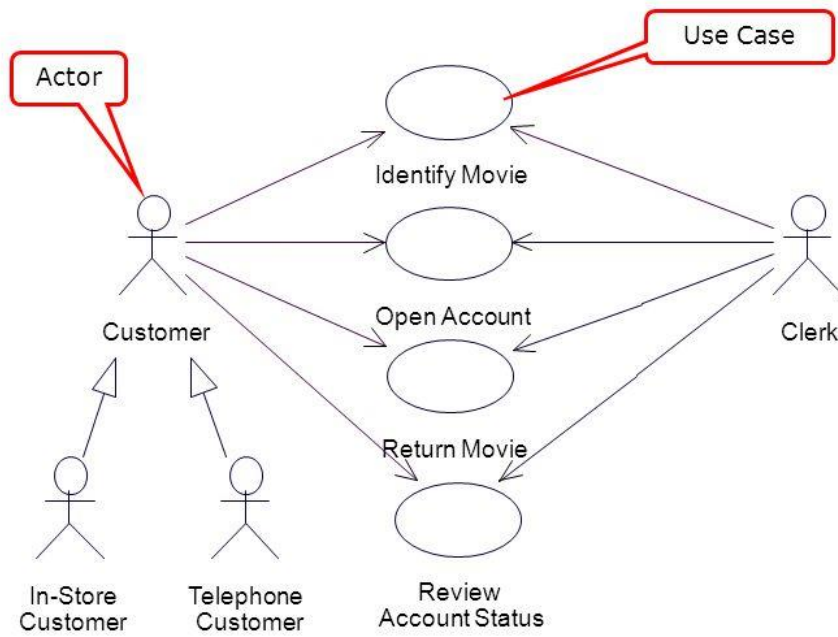 Use Case
Actor
Identify Movie
Open Account
Customer
Clerk
Return Movie
In-Store
Customer
Telephone
Customer
Review
Account Status